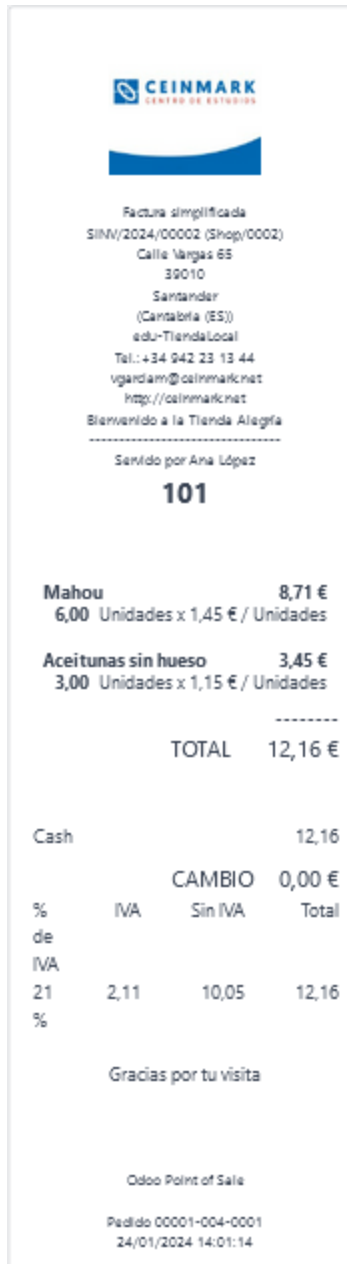 CEINMARK
CENTRO DE ESTUDIOS
Factura simplificada
SINV/2024/00002 (Shop/0002)
Calle Vargas 65
39010
Santander
(Cantabria (ES))
edu-TiendaLocal
Tel.:+34 942 23 13 44
vgarciam@ceinmark.net
http://ceinmark.net
Bienvenido a la Tienda Alegría
--------------------------------
Servido por Ana López
101
Mahou 8,71 €
6,00 Unidades x 1,45 € / Unidades
Aceitunas sin hueso 3,45 €
3,00 Unidades x 1,15 € / Unidades
--------
TOTAL 12,16 €
Cash 12,16
CAMBIO 0,00 €
% de IVA IVA Sin IVA Total
21 % 2,11 10,05 12,16
Gracias por tu visita
Odoo Point of Sale
Pedido 00001-004-0001
24/01/2024 14:01:14